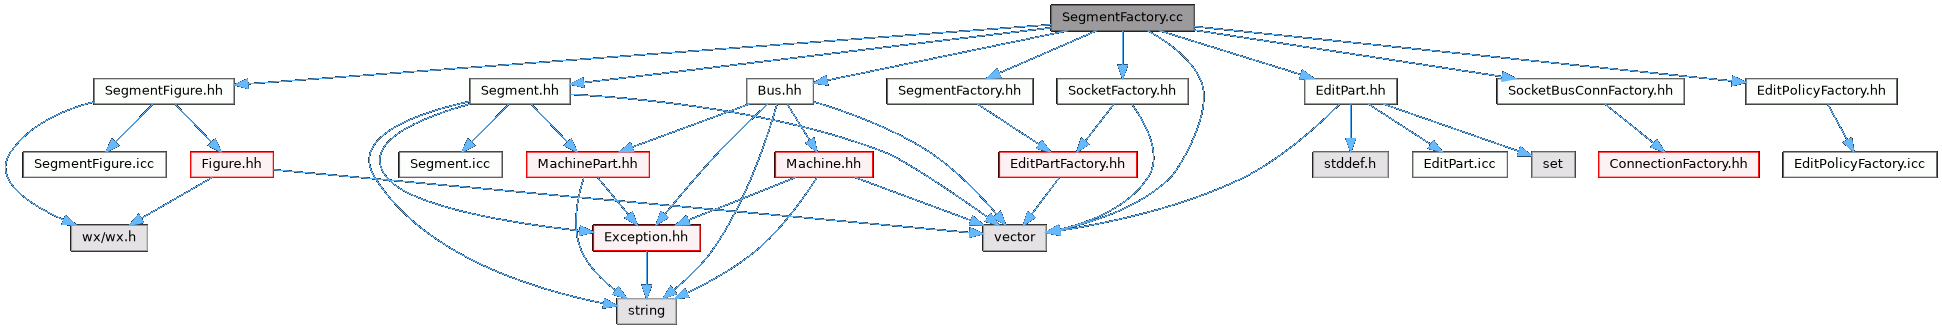 SegmentFactory.cc
SegmentFigure.hh
Segment.hh
Bus.hh
SegmentFactory.hh
SocketFactory.hh
EditPart.hh
SocketBusConnFactory.hh
EditPolicyFactory.hh
SegmentFigure.icc
Figure.hh
Segment.icc
MachinePart.hh
Machine.hh
EditPartFactory.hh
stddef.h
EditPart.icc
set
ConnectionFactory.hh
EditPolicyFactory.icc
wx/wx.h
Exception.hh
vector
string